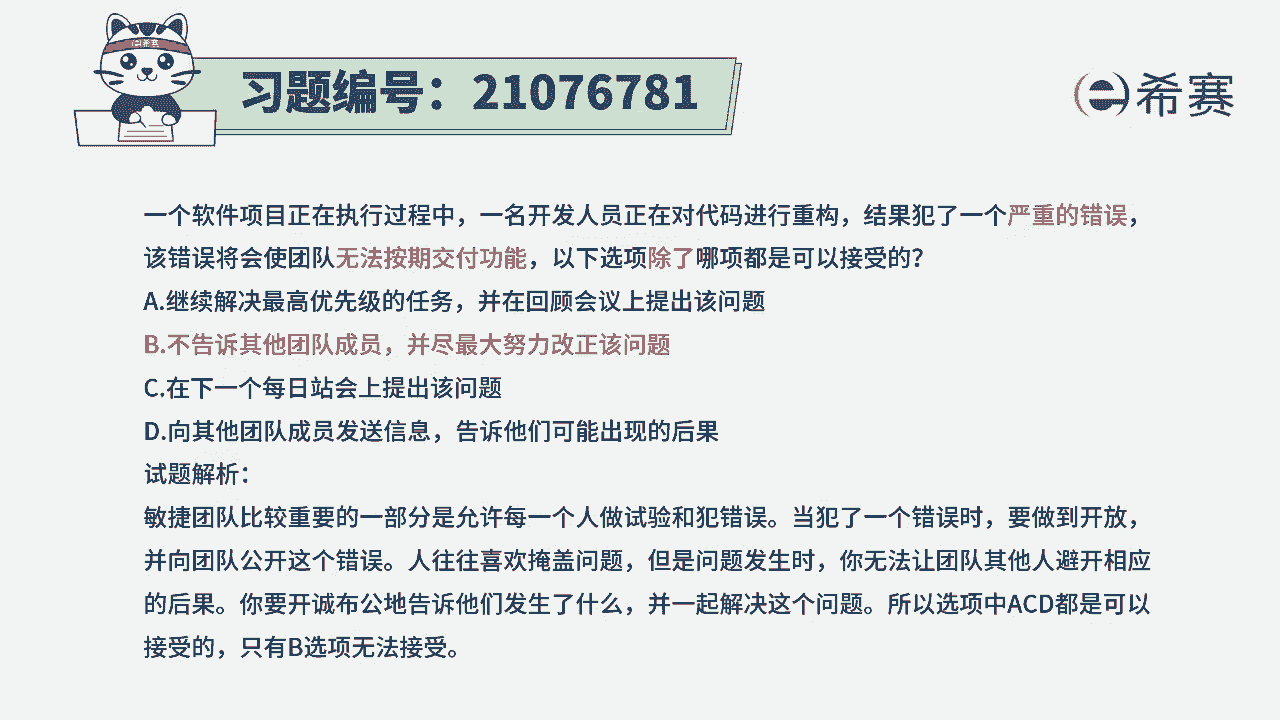 习题编号：21076781
希赛
一个软件项目正在执行过程中，一名开发人员正在对代码进行重构，结果犯了一个严重的错误，
该错误将会使团队无法按期交付功能，以下选项除了哪项都是可以接受的？
A.继续解决最高优先级的任务，并在回顾会议上提出该问题
B.不告诉其他团队成员，并尽最大努力改正该问题
C.在下一个每日站会上提出该问题
D.向其他团队成员发送信息，告诉他们可能出现的后果
试题解析：
敏捷团队比较重要的一部分是允许每一个人做试验和犯错误。当犯了一个错误时，要做到开放，
并向团队公开这个错误。人往往喜欢掩盖问题，但是问题发生时，你无法让团队其他人避开相应
的后果。你要开诚布公地告诉他们发生了什么，并一起解决这个问题。所以选项中ACD都是可以
接受的，只有B选项无法接受。